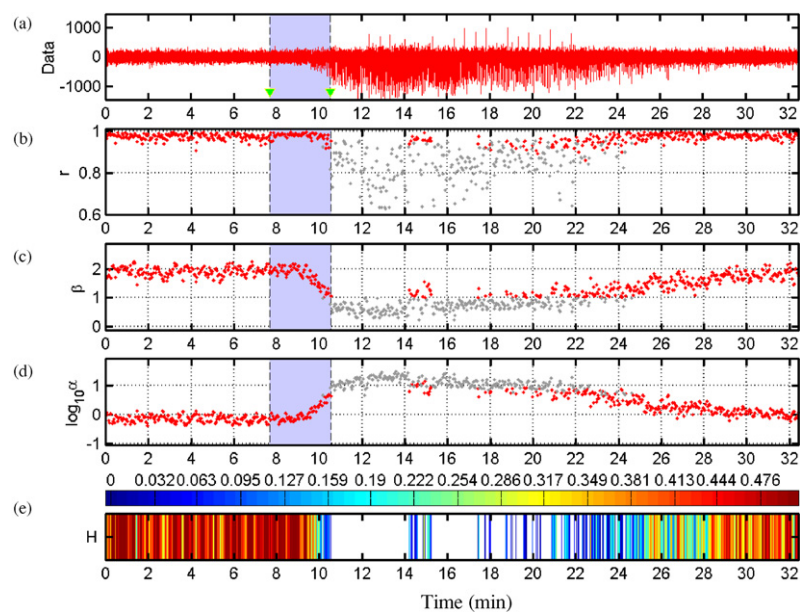 (a)
Data
1000
0
-1000
0 2 4 6 8 10 12 14 16 18 20 22 24 26 28 30 32
(b)
r
1
0.8
0.6
0 2 4 6 8 10 12 14 16 18 20 22 24 26 28 30 32
(c)
β
2
1
0
0 2 4 6 8 10 12 14 16 18 20 22 24 26 28 30 32
(d)
log10α
1
0
-1
0 2 4 6 8 10 12 14 16 18 20 22 24 26 28 30 32
0 0.032 0.063 0.095 0.127 0.159 0.19 0.222 0.254 0.286 0.317 0.349 0.381 0.413 0.444 0.476
(e)
H
0 2 4 6 8 10 12 14 16 18 20 22 24 26 28 30 32
Time (min)